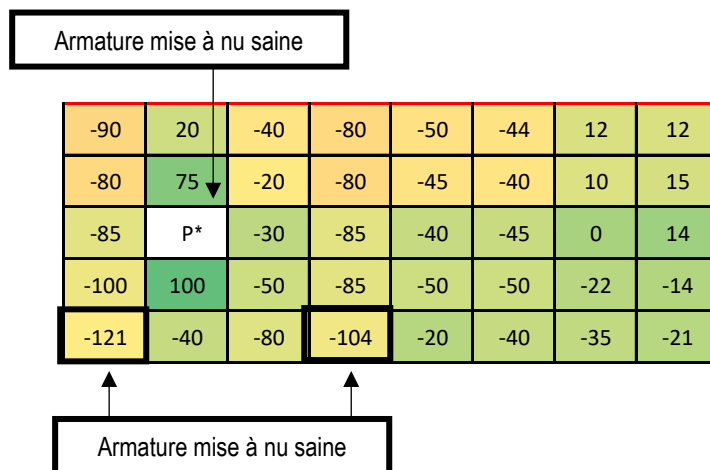 Armature mise à nu saine
-90 20 -40 -80 -50 -44 12 12
-80 75 -20 -80 -45 -40 10 15
-85 P* -30 -85 -40 -45 0 14
-100 100 -50 -85 -50 -50 -22 -14
-121 -40 -80 -104 -20 -40 -35 -21
Armature mise à nu saine